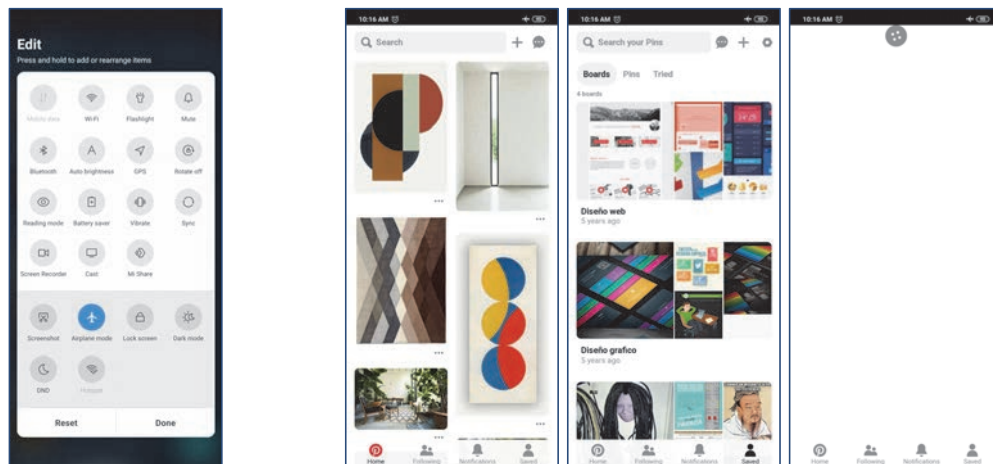 Edit
Press and hold to add or rearrange items
Mobile data
Wi-Fi
Flashlight
Mute
Bluetooth
Auto brightness
GPS
Rotate off
Reading mode
Battery saver
Vibrate
Sync
Screen Recorder
Cast
Mi Share
Screenshot
Airplane mode
Lock screen
Dark mode
DND
Hotspot
Reset
Done
10:16 AM
Search
Home
Following
Notifications
Saved
10:16 AM
Search your Pins
Boards
Pins
Tried
4 boards
Diseño web
5 years ago
Diseño grafico
5 years ago
Home
Following
Notifications
Saved
10:16 AM
Home
Following
Notifications
Saved